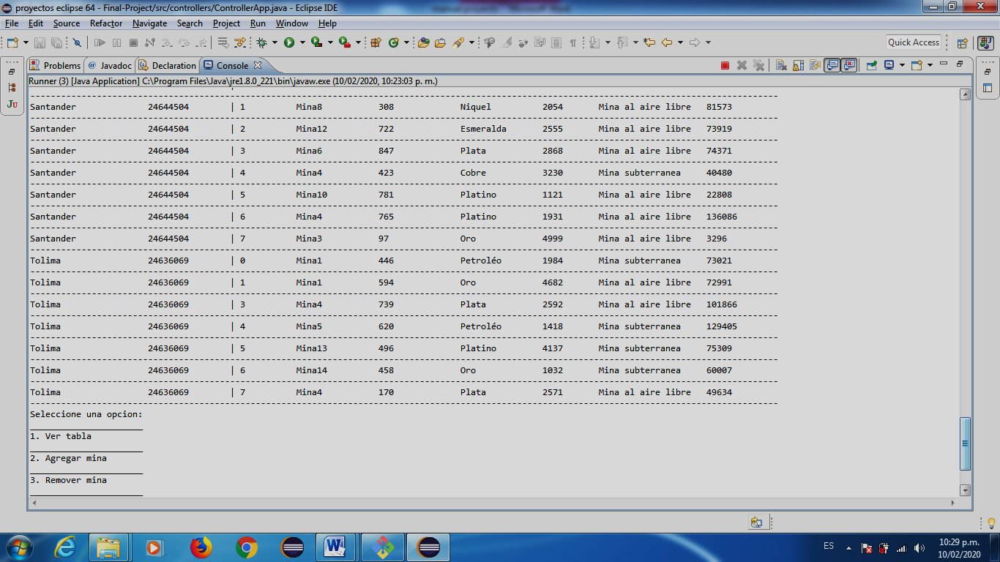 proyectos eclipse 64 - Final-Project/src/controllers/ControllerApp.java - Eclipse IDE
File Edit Source Refactor Navigate Search Project Run Window Help
Quick Access
Problems @ Javadoc Declaration Console
Runner (3) [Java Application] C:\Program Files\Java\jre1.8.0_221\bin\javaw.exe (10/02/2020, 10:23:03 p. m.)
Santander 24644504 | 1 Mina8 308 Niquel 2054 Mina al aire libre 81573
Santander 24644504 | 2 Mina12 722 Esmeralda 2555 Mina al aire libre 73919
Santander 24644504 | 3 Mina6 847 Plata 2868 Mina al aire libre 74371
Santander 24644504 | 4 Mina4 423 Cobre 3230 Mina subterranea 40480
Santander 24644504 | 5 Mina10 781 Platino 1121 Mina al aire libre 22808
Santander 24644504 | 6 Mina4 765 Platino 1931 Mina al aire libre 136086
Santander 24644504 | 7 Mina3 97 Oro 4999 Mina al aire libre 3296
Tolima 24636069 | 0 Mina1 446 Petroléo 1984 Mina subterranea 73021
Tolima 24636069 | 1 Mina1 594 Oro 4682 Mina al aire libre 72991
Tolima 24636069 | 3 Mina4 739 Plata 2592 Mina al aire libre 101866
Tolima 24636069 | 4 Mina5 620 Petroléo 1418 Mina subterranea 129405
Tolima 24636069 | 5 Mina13 496 Platino 4137 Mina subterranea 75309
Tolima 24636069 | 6 Mina14 458 Oro 1032 Mina subterranea 60007
Tolima 24636069 | 7 Mina4 170 Plata 2571 Mina al aire libre 49634
Seleccione una opcion:
1. Ver tabla
2. Agregar mina
3. Remover mina
ES
10:29 p.m.
10/02/2020